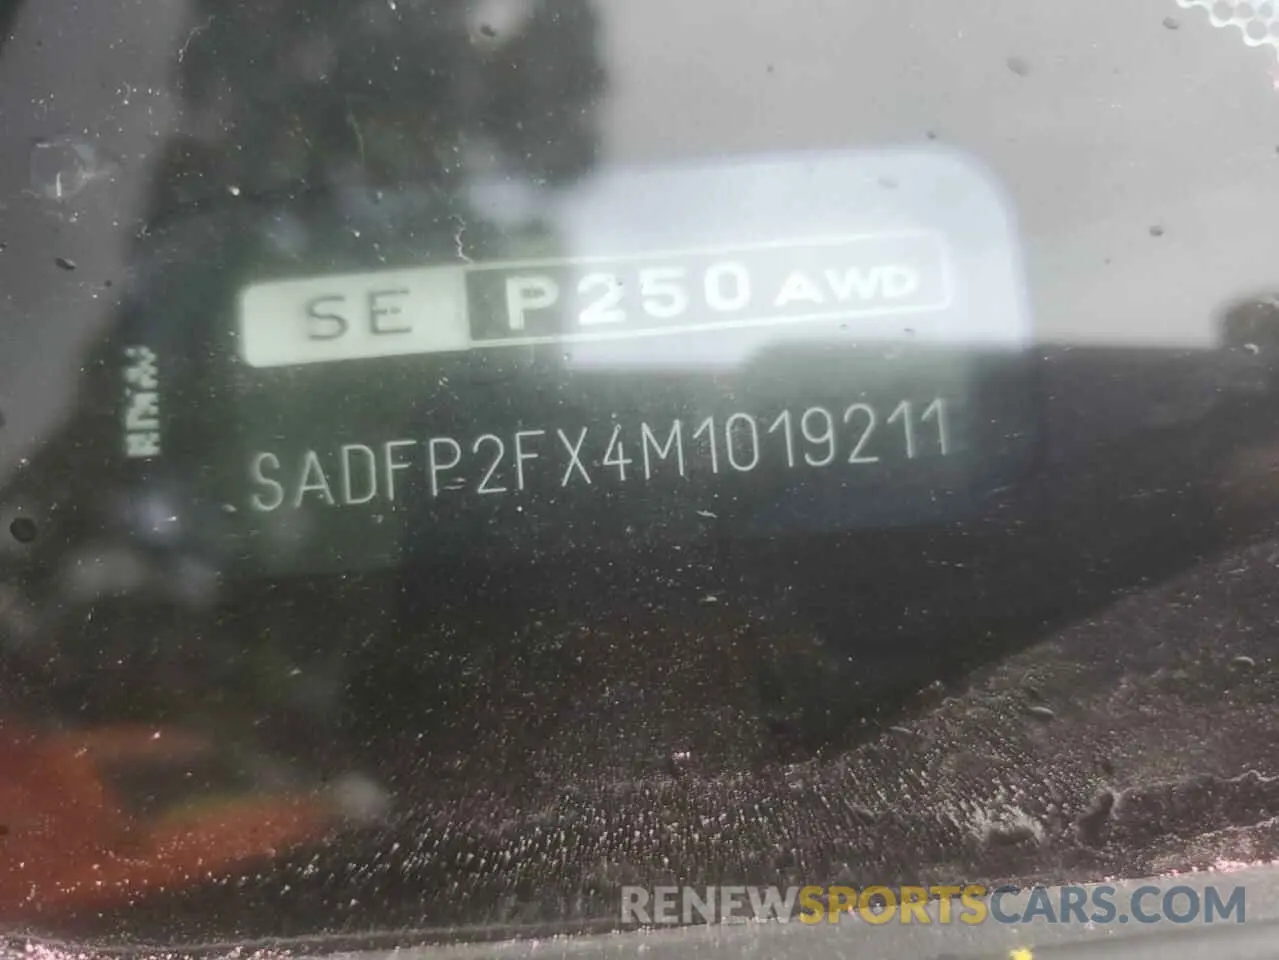 SE P250 AWD
SADFP2FX4M1019211
RENEWSPORTSCARS.COM